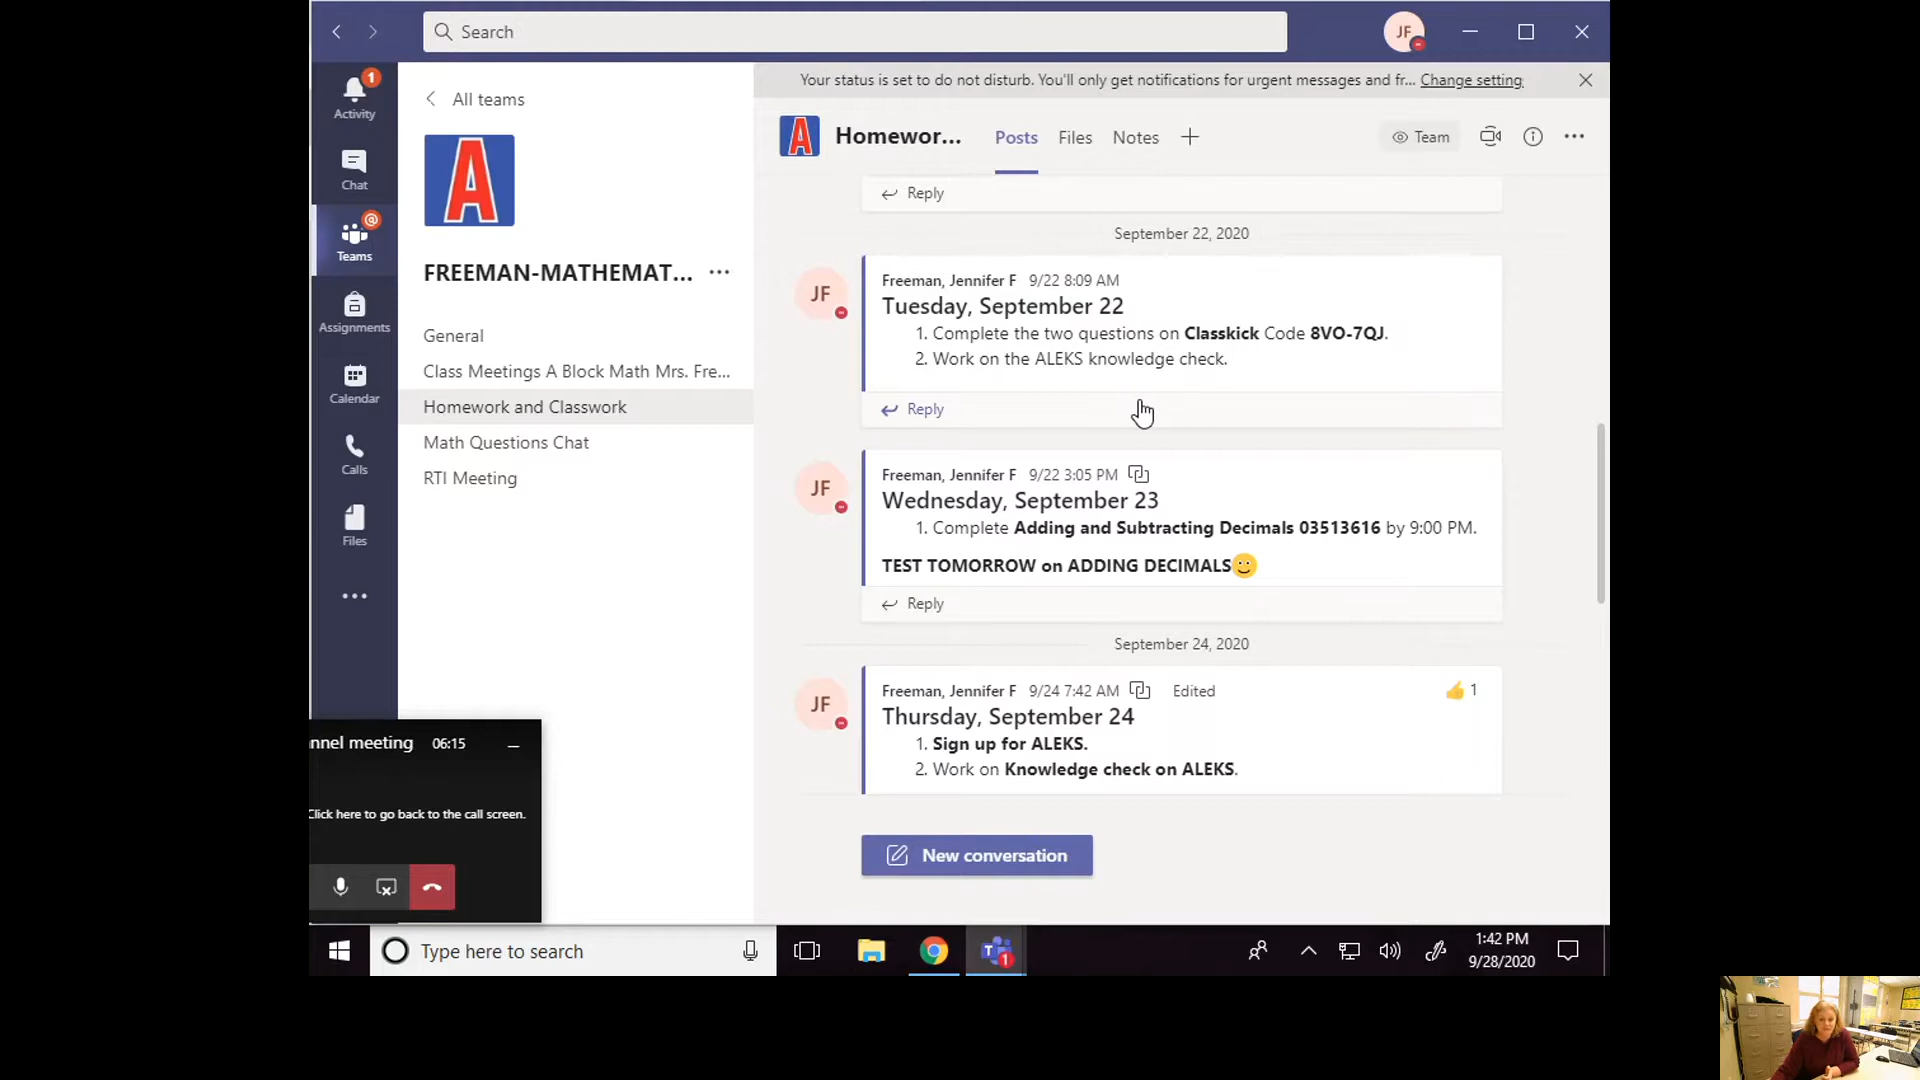 Search
JF
Activity
1
Chat
Teams
Assignments
Calendar
Calls
Files
All teams
A
FREEMAN-MATHEMAT...
General
Class Meetings A Block Math Mrs. Fre...
Homework and Classwork
Math Questions Chat
RTI Meeting
Your status is set to do not disturb. You'll only get notifications for urgent messages and fr... Change setting
A
Homewor...
Posts
Files
Notes
Team
Reply
September 22, 2020
JF
Freeman, Jennifer F 9/22 8:09 AM
Tuesday, September 22
1. Complete the two questions on Classkick Code 8VO-7QJ.
2. Work on the ALEKS knowledge check.
Reply
JF
Freeman, Jennifer F 9/22 3:05 PM
Wednesday, September 23
1. Complete Adding and Subtracting Decimals 03513616 by 9:00 PM.
TEST TOMORROW on ADDING DECIMALS🙂
Reply
September 24, 2020
JF
Freeman, Jennifer F 9/24 7:42 AM Edited 👍 1
Thursday, September 24
1. Sign up for ALEKS.
2. Work on Knowledge check on ALEKS.
New conversation
nnel meeting 06:15
Click here to go back to the call screen.
Type here to search
T
1
1:42 PM
9/28/2020